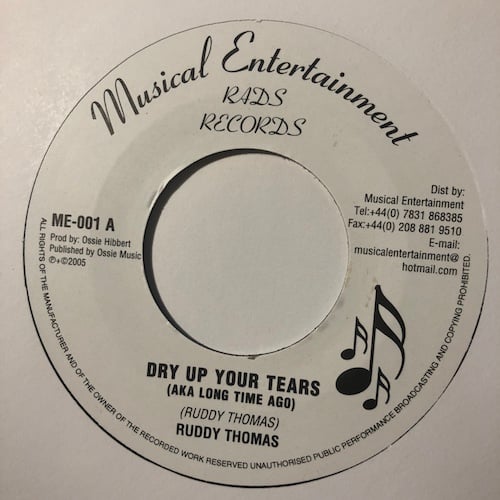 Musical Entertainment
RADS
RECORDS
ME-001 A
Prod by: Ossie Hibbert
Published by Ossie Music
℗+©2005
Dist by:
Musical Entertainment
Tel:+44(0) 7831 868385
Fax:+44(0) 208 881 9510
E-mail:
musicalentertainment@
hotmail.com
DRY UP YOUR TEARS
(AKA LONG TIME AGO)
(RUDDY THOMAS)
RUDDY THOMAS
ALL RIGHTS OF THE MANUFACTURER AND OF THE OWNER OF THE RECORDED WORK RESERVED UNAUTHORISED PUBLIC PERFORMANCE BROADCASTING AND COPYING PROHIBITED.